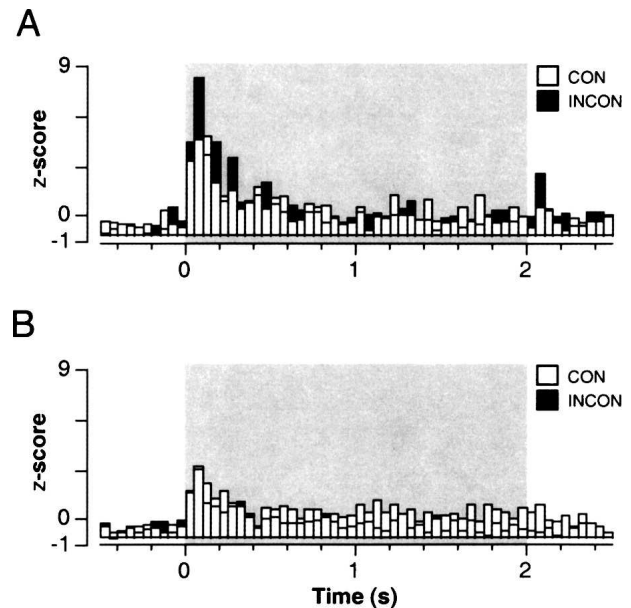 A
9
0
-1
z-score
CON
INCON
0 1 2
B
9
0
-1
z-score
CON
INCON
0 1 2
Time (s)